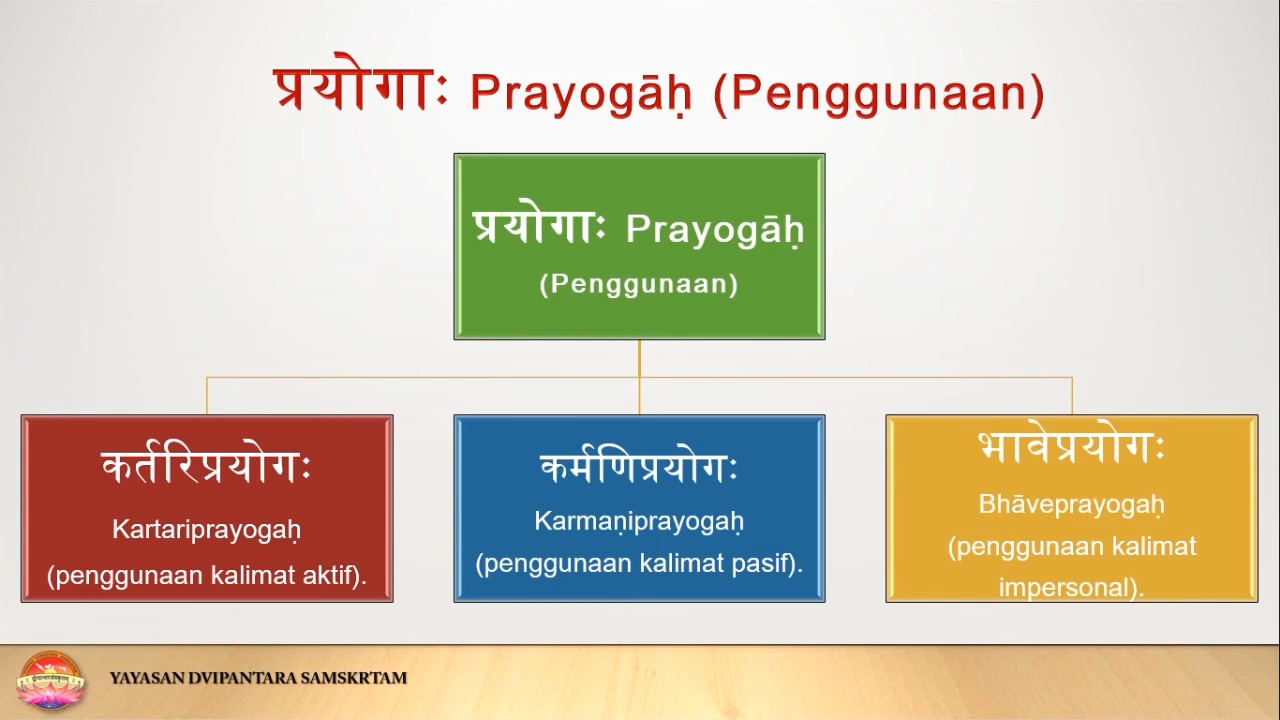 प्रयोगाः Prayogāḥ (Penggunaan)
प्रयोगाः Prayogāḥ
(Penggunaan)
कर्तरिप्रयोगः
Kartariprayogaḥ
(penggunaan kalimat aktif).
कर्मणिप्रयोगः
Karmaṇiprayogaḥ
(penggunaan kalimat pasif).
भावेप्रयोगः
Bhāveprayogaḥ
(penggunaan kalimat
impersonal).
YAYASAN DVIPANTARA SAMSKRTAM